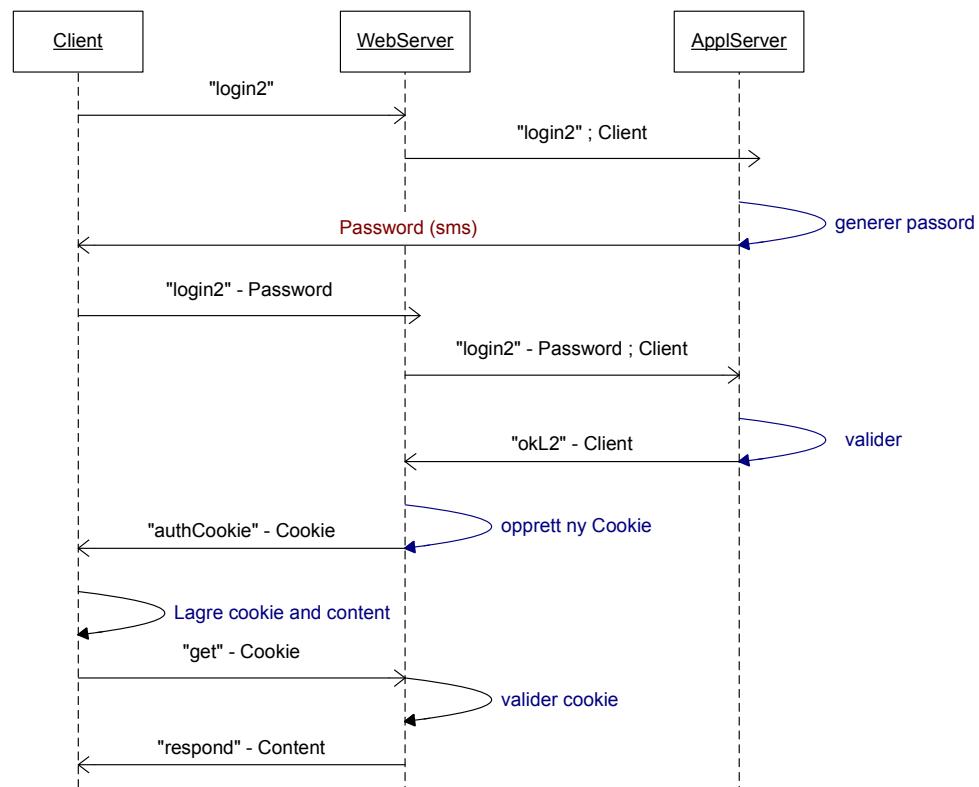 Client
WebServer
ApplServer
"login2"
"login2" ; Client
generer passord
Password (sms)
"login2" - Password
"login2" - Password ; Client
valider
"okL2" - Client
opprett ny Cookie
"authCookie" - Cookie
Lagre cookie and content
"get" - Cookie
valider cookie
"respond" - Content